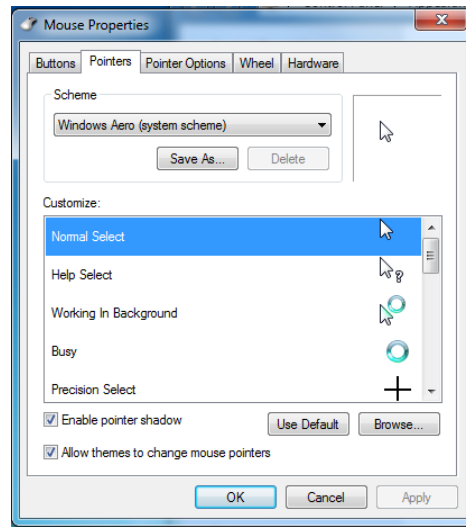 Mouse Properties
Buttons Pointers Pointer Options Wheel Hardware
Scheme
Windows Aero (system scheme)
Save As... Delete
Customize:
Normal Select
Help Select
Working In Background
Busy
Precision Select
Enable pointer shadow Use Default Browse...
Allow themes to change mouse pointers
OK Cancel Apply